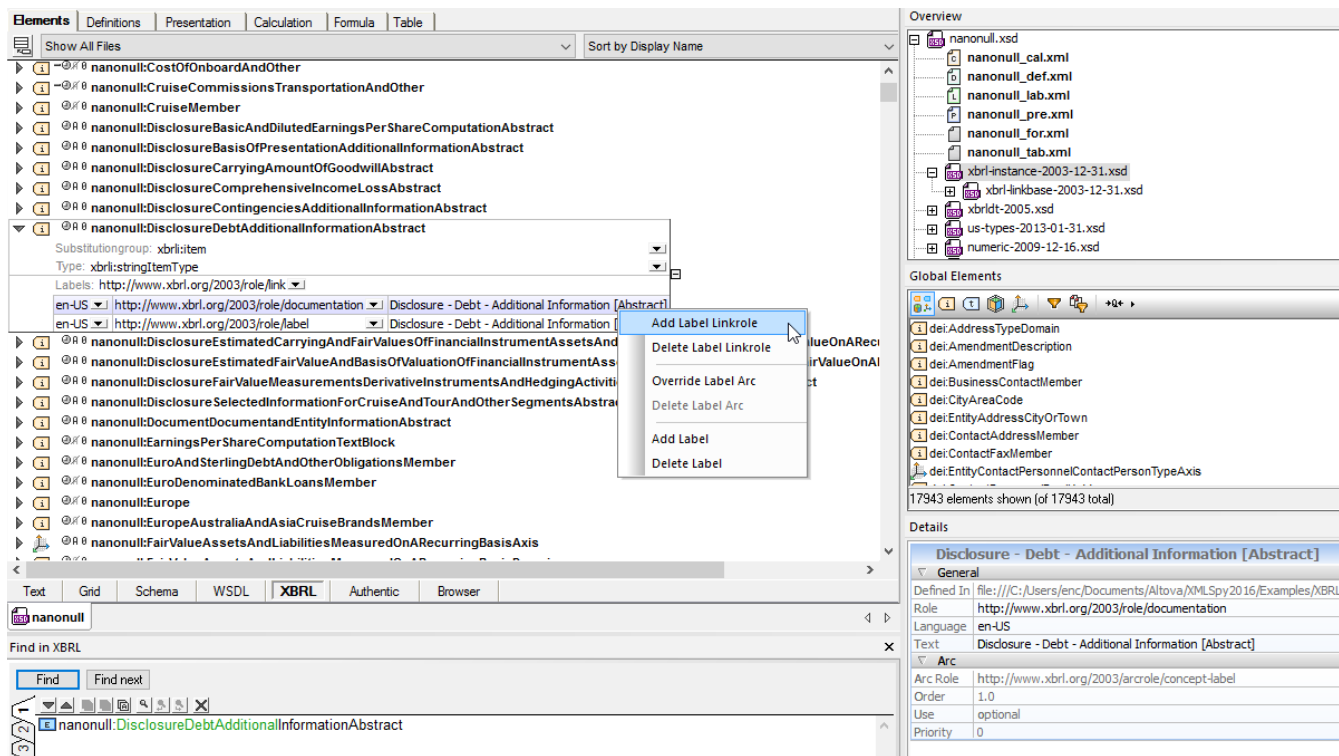 Elements Definitions Presentation Calculation Formula Table
Show All Files Sort by Display Name
nanonull:CostOfOnboardAndOther
nanonull:CruiseCommissionsTransportationAndOther
nanonull:CruiseMember
nanonull:DisclosureBasicAndDilutedEarningsPerShareComputationAbstract
nanonull:DisclosureBasisOfPresentationAdditionalInformationAbstract
nanonull:DisclosureCarryingAmountOfGoodwillAbstract
nanonull:DisclosureComprehensiveIncomeLossAbstract
nanonull:DisclosureContingenciesAdditionalInformationAbstract
nanonull:DisclosureDebtAdditionalInformationAbstract
Substitutiongroup: xbrli:item
Type: xbrli:stringItemType
Labels: http://www.xbrl.org/2003/role/link
en-US http://www.xbrl.org/2003/role/documentation Disclosure - Debt - Additional Information [Abstract]
en-US http://www.xbrl.org/2003/role/label Disclosure - Debt - Additional Information [
nanonull:DisclosureEstimatedCarryingAndFairValuesOfFinancialInstrumentAssetsAnd
nanonull:DisclosureEstimatedFairValueAndBasisOfValuationOfFinancialInstrumentAsset
nanonull:DisclosureFairValueMeasurementsDerivativeInstrumentsAndHedgingActiviti
nanonull:DisclosureSelectedInformationForCruiseAndTourAndOtherSegmentsAbstra
nanonull:DocumentDocumentandEntityInformationAbstract
nanonull:EarningsPerShareComputationTextBlock
nanonull:EuroAndSterlingDebtAndOtherObligationsMember
nanonull:EuroDenominatedBankLoansMember
nanonull:Europe
nanonull:EuropeAustraliaAndAsiaCruiseBrandsMember
nanonull:FairValueAssetsAndLiabilitiesMeasuredOnARecurringBasisAxis
Add Label Linkrole
Delete Label Linkrole
Override Label Arc
Delete Label Arc
Add Label
Delete Label
Text Grid Schema WSDL XBRL Authentic Browser
nanonull
Find in XBRL
Find Find next
nanonull:DisclosureDebtAdditionalInformationAbstract
Overview
nanonull.xsd
nanonull_cal.xml
nanonull_def.xml
nanonull_lab.xml
nanonull_pre.xml
nanonull_for.xml
nanonull_tab.xml
xbrl-instance-2003-12-31.xsd
xbrl-linkbase-2003-12-31.xsd
xbrldt-2005.xsd
us-types-2013-01-31.xsd
numeric-2009-12-16.xsd
Global Elements
dei:AddressTypeDomain
dei:AmendmentDescription
dei:AmendmentFlag
dei:BusinessContactMember
dei:CityAreaCode
dei:EntityAddressCityOrTown
dei:ContactAddressMember
dei:ContactFaxMember
dei:EntityContactPersonnelContactPersonTypeAxis
17943 elements shown (of 17943 total)
Details
Disclosure - Debt - Additional Information [Abstract]
General
Defined In file:///C:/Users/enc/Documents/Altova/XMLSpy2016/Examples/XBRL
Role http://www.xbrl.org/2003/role/documentation
Language en-US
Text Disclosure - Debt - Additional Information [Abstract]
Arc
Arc Role http://www.xbrl.org/2003/arcrole/concept-label
Order 1.0
Use optional
Priority 0